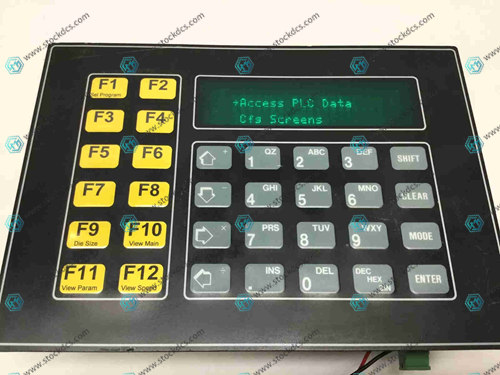 →Access PLC Data
Cfs Screens
F1
Sel Program
F2
F3
F4
F5
F6
F7
F8
F9
Die Size
F10
View Main
F11
View Param
F12
View Speed
+
1 QZ
2 ABC
3 DEF
SHIFT
-
4 GHI
5 JKL
6 MNO
CLEAR
×
7 PRS
8 TUV
9 WXY
MODE
÷
. INS
0 DEL
DEC
HEX
BIN
ENTER
www.stockdcs.com